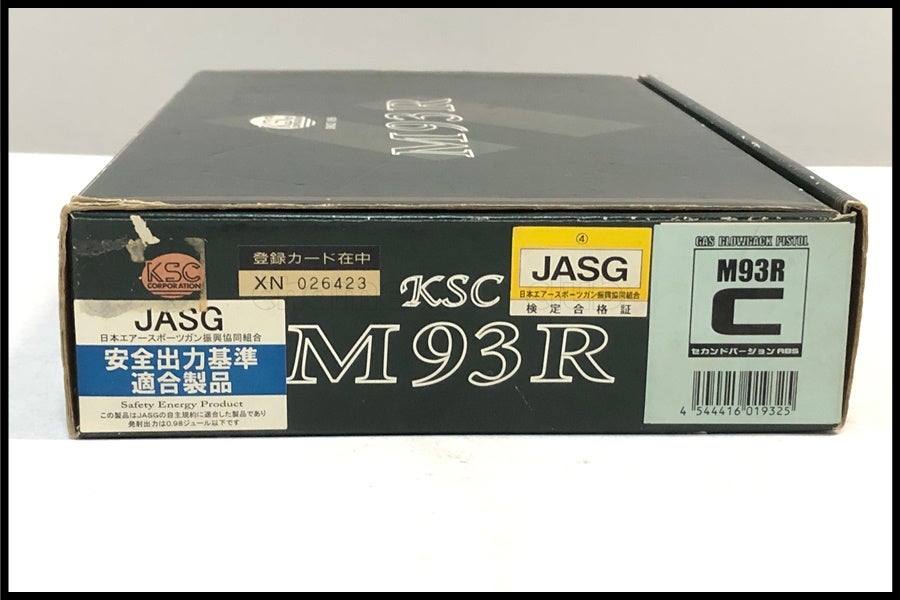 M93R
KSC
CORPORATION
登録カード在中
XN 026423
KSC
M93R
④
JASG
日本エアースポーツガン振興協同組合
検定合格証
JASG
日本エアースポーツガン振興協同組合
安全出力基準
適合製品
Safety Energy Product
この製品はJASGの自主規約に適合した製品であり
発射出力は0.98ジュール以下です
GAS BLOWBACK PISTOL
M93R
C
セカンドバージョン ABS
4 544416 019325